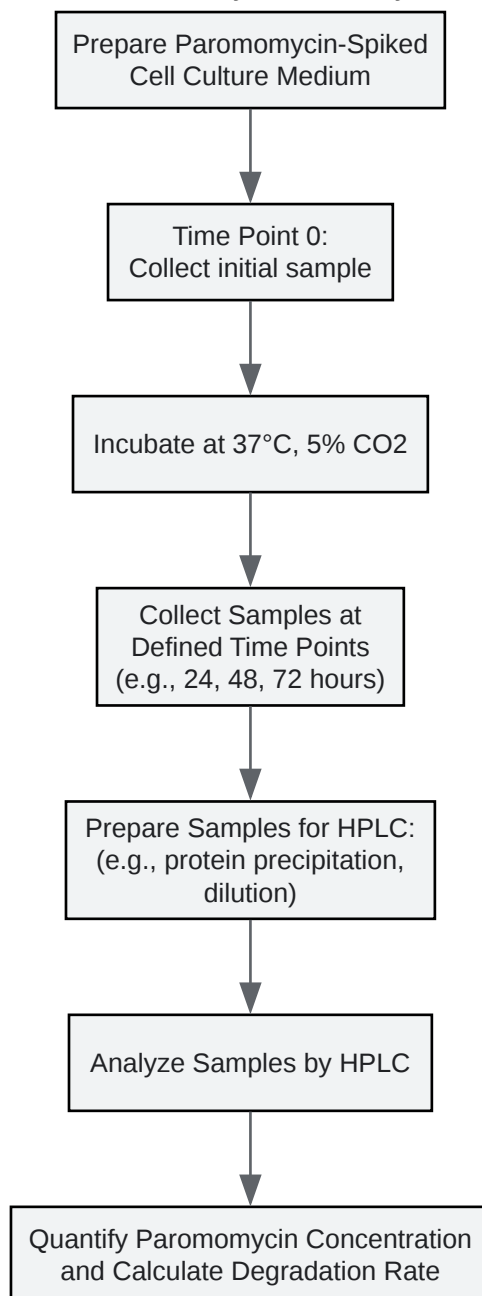 Prepare Paromomycin-Spiked
Cell Culture Medium
Time Point 0:
Collect initial sample
Incubate at 37°C, 5% CO2
Collect Samples at
Defined Time Points
(e.g., 24, 48, 72 hours)
Prepare Samples for HPLC:
(e.g., protein precipitation,
dilution)
Analyze Samples by HPLC
Quantify Paromomycin Concentration
and Calculate Degradation Rate